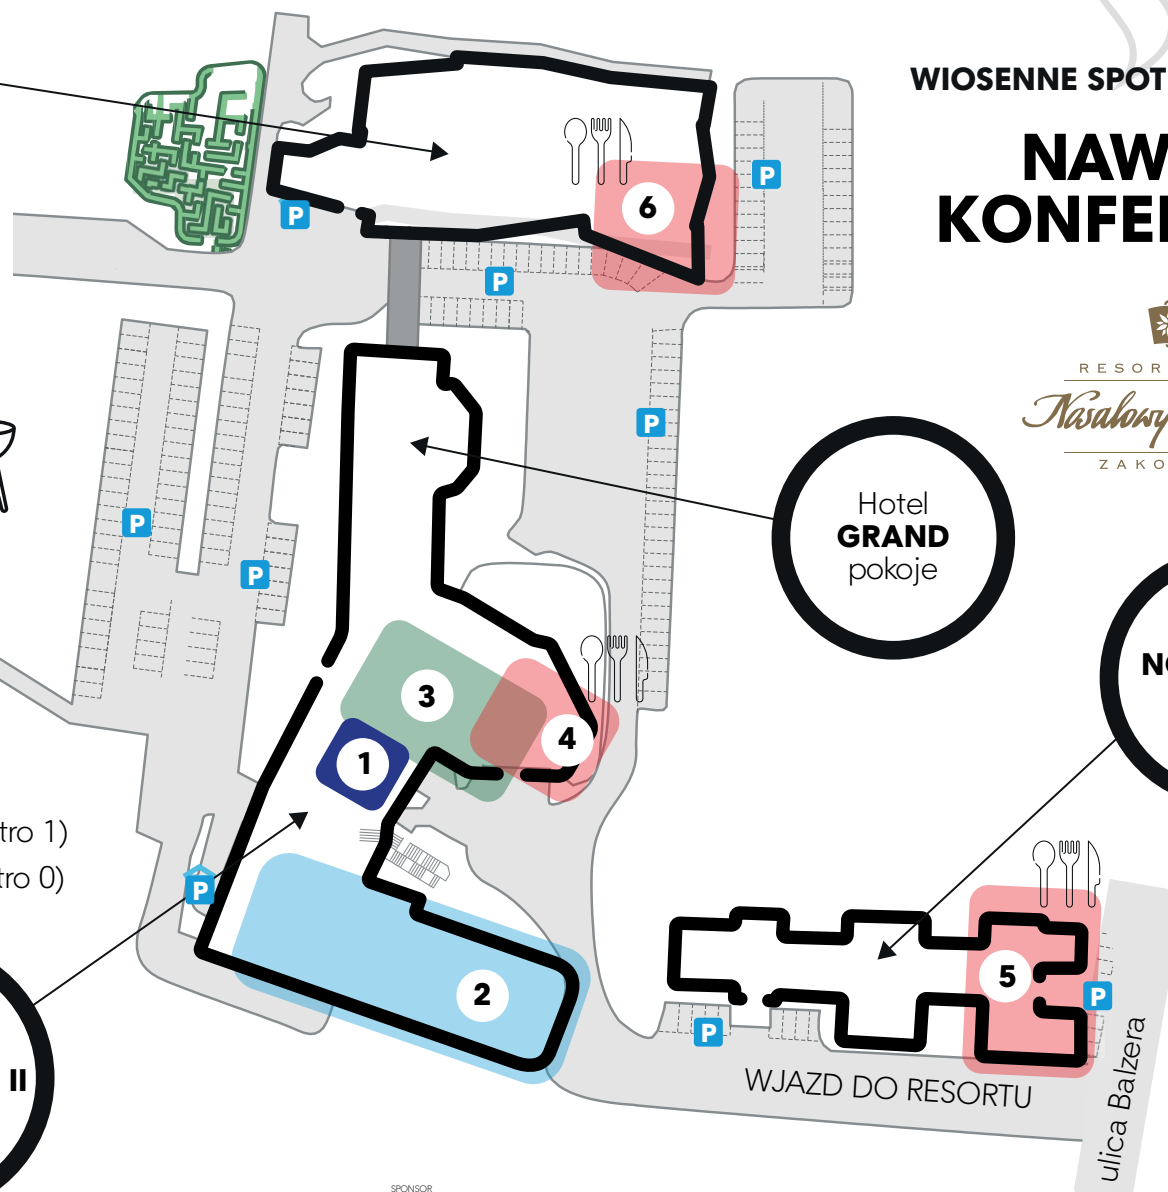 WIOSENNE SPOT
NAW
KONFE
RESOR
Nosalowy
ZAKO
6
P
P
P
P
P
P
Hotel
GRAND
pokoje
NO
3
4
1
tro 1)
tro 0)
P
2
5
P
P
II
WJAZD DO RESORTU
ulica Balzera
SPONSOR